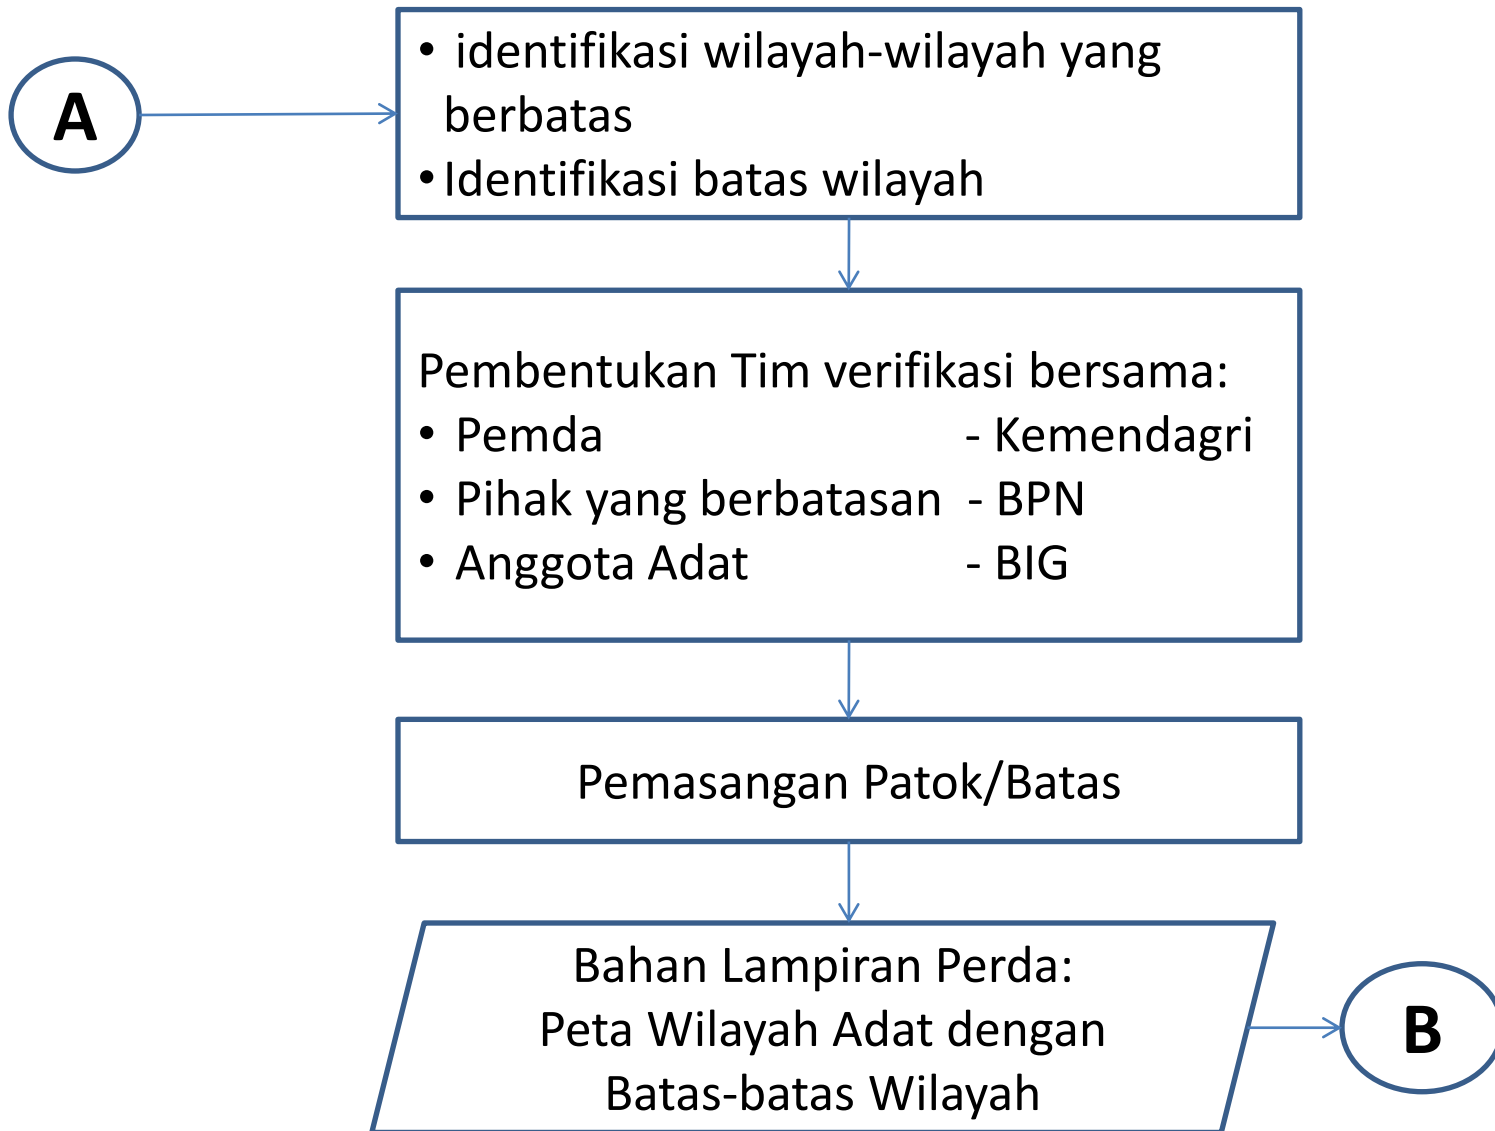 A
• identifikasi wilayah-wilayah yang
berbatas
• Identifikasi batas wilayah
Pembentukan Tim verifikasi bersama:
• Pemda - Kemendagri
• Pihak yang berbatasan - BPN
• Anggota Adat - BIG
Pemasangan Patok/Batas
Bahan Lampiran Perda:
Peta Wilayah Adat dengan
Batas-batas Wilayah
B